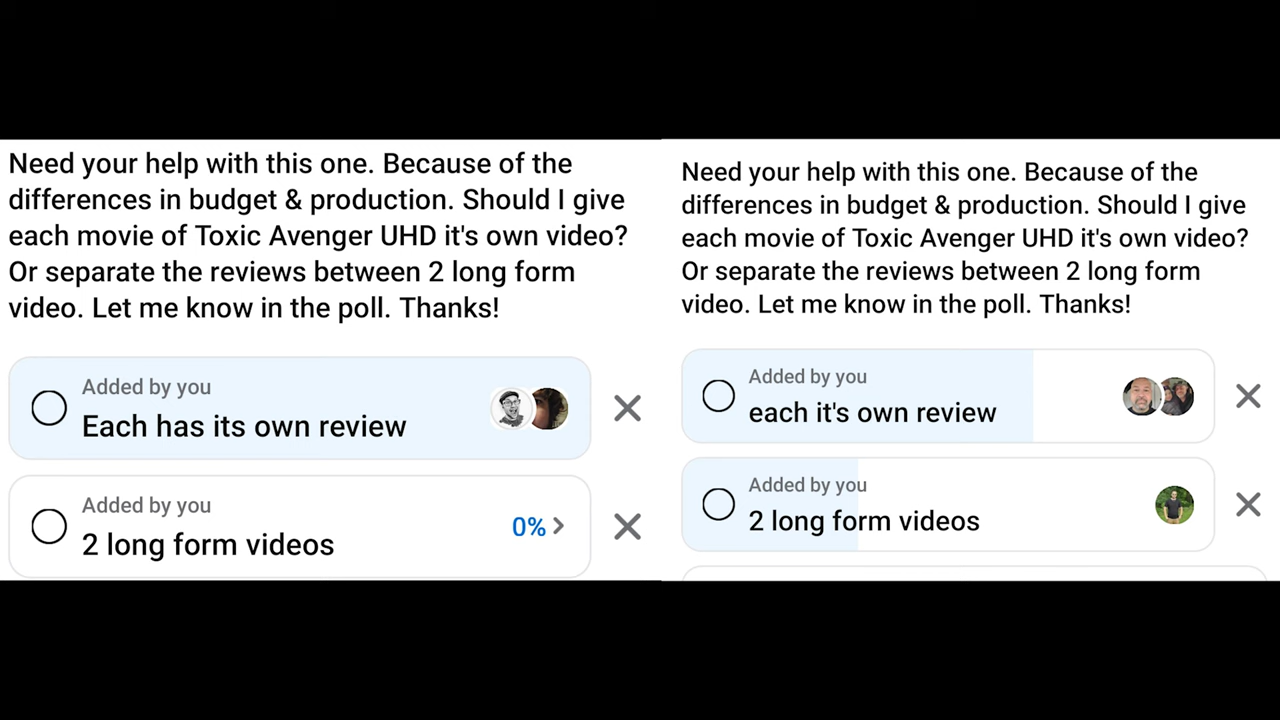 Need your help with this one. Because of the
differences in budget & production. Should I give
each movie of Toxic Avenger UHD it's own video?
Or separate the reviews between 2 long form
video. Let me know in the poll. Thanks!
Added by you
Each has its own review
Added by you
2 long form videos
0%
Need your help with this one. Because of the
differences in budget & production. Should I give
each movie of Toxic Avenger UHD it's own video?
Or separate the reviews between 2 long form
video. Let me know in the poll. Thanks!
Added by you
each it's own review
Added by you
2 long form videos